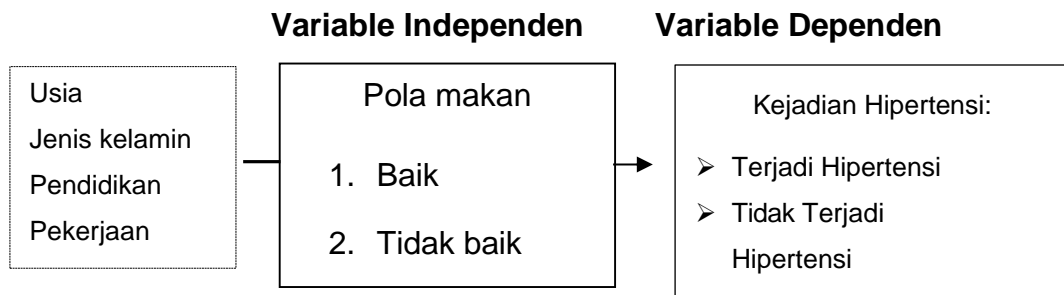 Variable Independen
Variable Dependen
Usia
Jenis kelamin
Pendidikan
Pekerjaan
Pola makan
1. Baik
2. Tidak baik
Kejadian Hipertensi:
➢ Terjadi Hipertensi
➢ Tidak Terjadi
Hipertensi